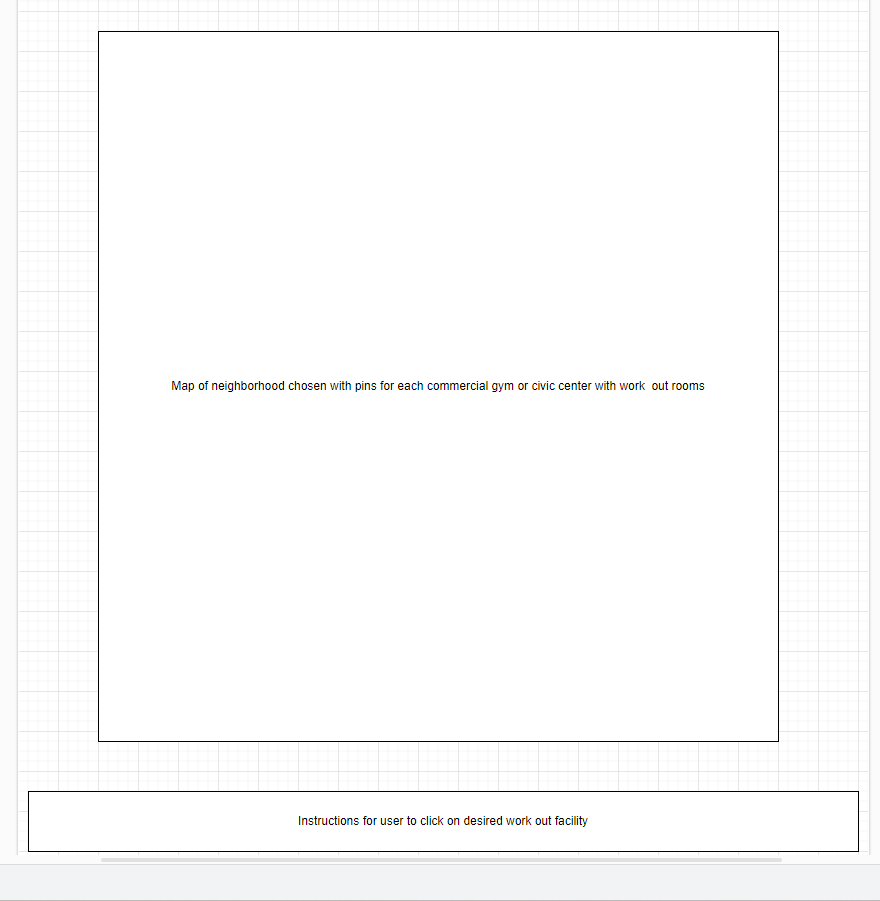 Map of neighborhood chosen with pins for each commercial gym or civic center with work  out rooms
Instructions for user to click on desired work out facility